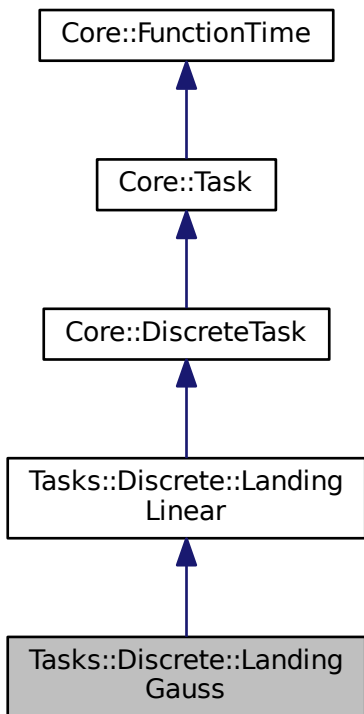 Core::FunctionTime
Core::Task
Core::DiscreteTask
Tasks::Discrete::Landing
Linear
Tasks::Discrete::Landing
Gauss